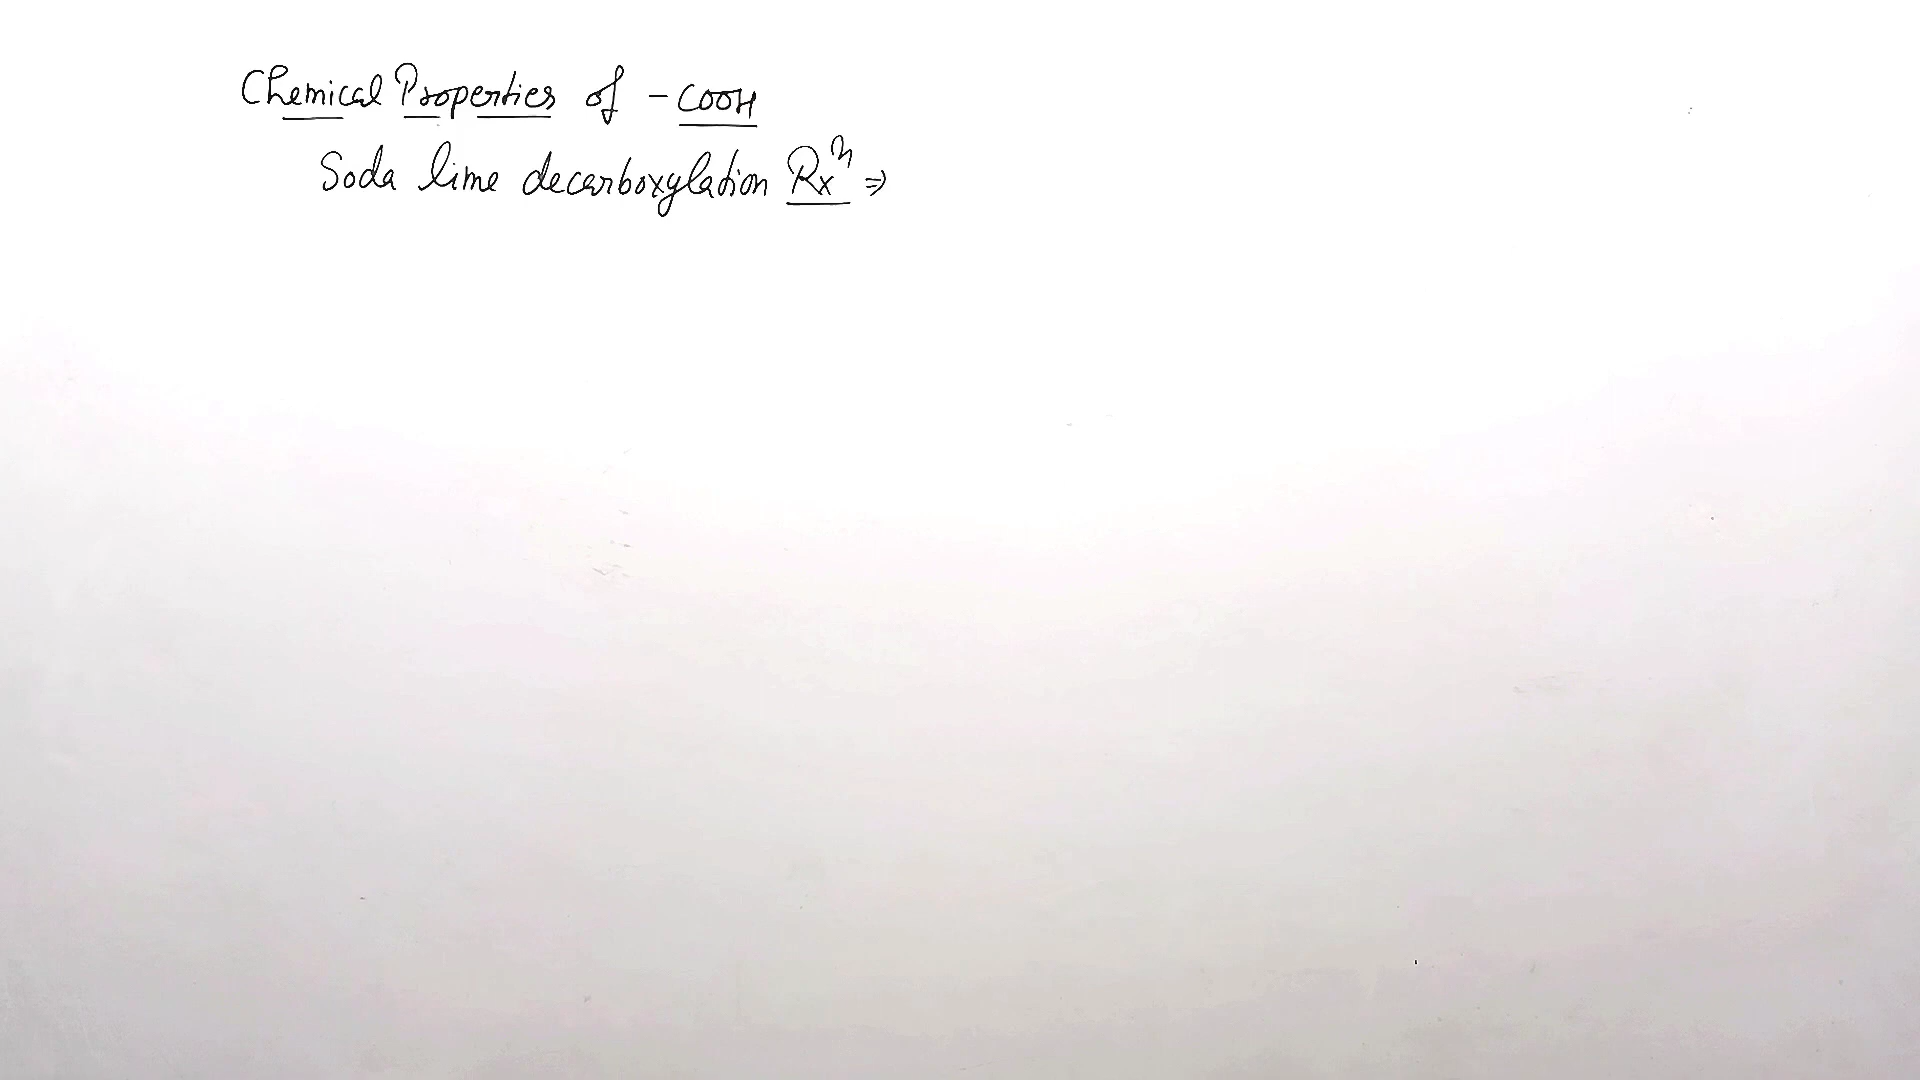 Chemical Properties of -COOH
Soda lime decarboxylation Rxⁿ ⇒